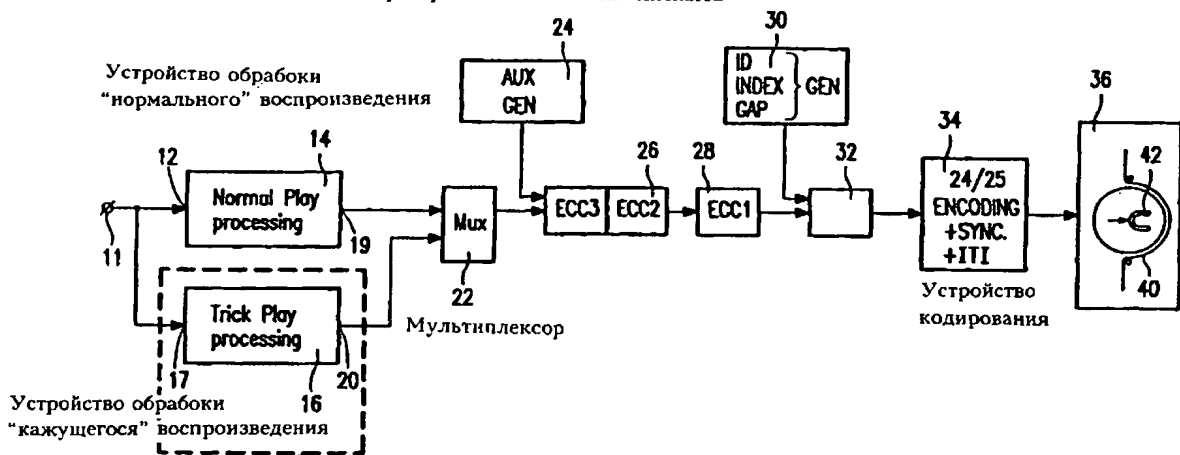 24
30
Устройство обрабоки
“нормального” воспроизведения
AUX
GEN
ID
INDEX
GAP
GEN
36
14
12
Normal Play
processing
19
11
26
28
32
34
42
Mux
22
ECC3
ECC2
ECC1
24/25
ENCODING
+SYNC.
+ITI
40
Устройство
кодирования
Мультиплексор
Trick Play
processing
17
20
16
Устройство обрабоки
“кажущегося” воспроизведения